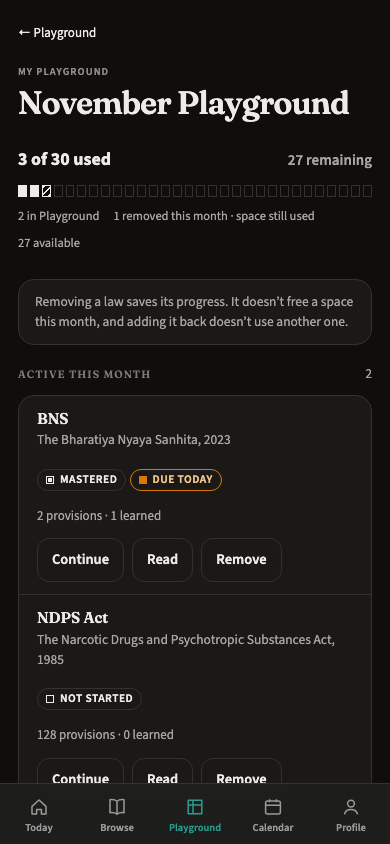 ← Playground
MY PLAYGROUND
November Playground
3 of 30 used
27 remaining
2 in Playground
1 removed this month · space still used
27 available
Removing a law saves its progress. It doesn’t free a space
this month, and adding it back doesn’t use another one.
ACTIVE THIS MONTH
2
BNS
The Bharatiya Nyaya Sanhita, 2023
MASTERED
DUE TODAY
2 provisions · 1 learned
Continue
Read
Remove
NDPS Act
The Narcotic Drugs and Psychotropic Substances Act,
1985
NOT STARTED
128 provisions · 0 learned
Continue
Read
Remove
Today
Browse
Playground
Calendar
Profile